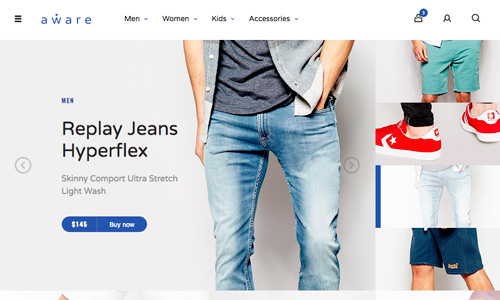 aware
Men
Women
Kids
Accessories
3
MEN
Replay Jeans
Hyperflex
Skinny Comport Ultra Stretch
Light Wash
$145
Buy now